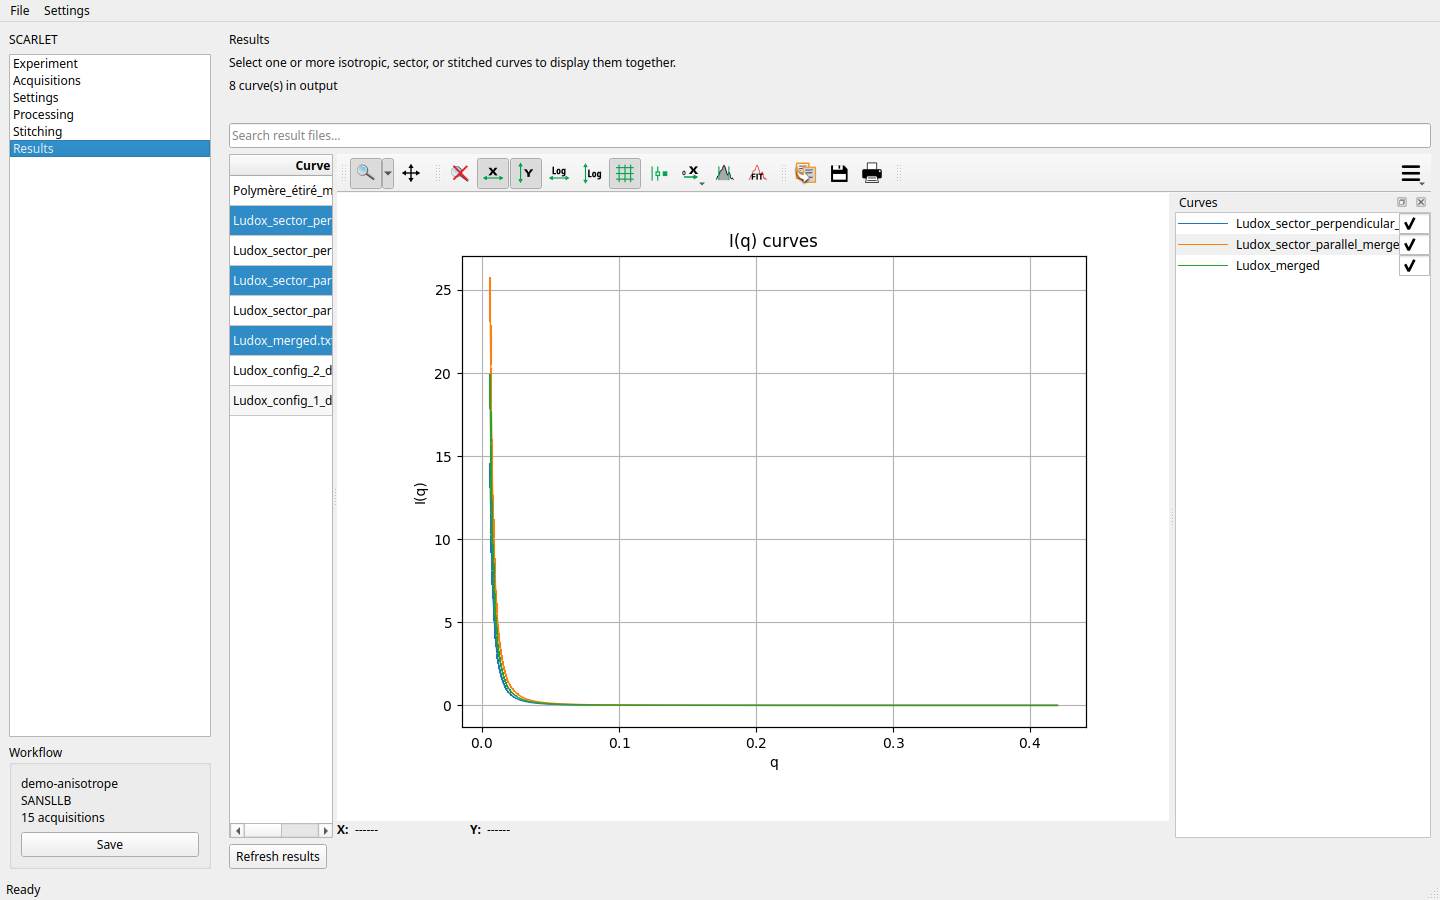 File Settings
SCARLET
Experiment
Acquisitions
Settings
Processing
Stitching
Results
Workflow
demo-anisotrope
SANSLLB
15 acquisitions
Save
Ready
Results
Select one or more isotropic, sector, or stitched curves to display them together.
8 curve(s) in output
Search result files...
Curve
Polymère_étiré_m
Ludox_sector_per
Ludox_sector_per
Ludox_sector_par
Ludox_sector_par
Ludox_merged.tx
Ludox_config_2_d
Ludox_config_1_d
Refresh results
X Y Log Log X FIT
I(q) curves
I(q)
25
20
15
10
5
0
0.0 0.1 0.2 0.3 0.4
q
X: ------ Y: ------
Curves
Ludox_sector_perpendicular_
Ludox_sector_parallel_merge
Ludox_merged